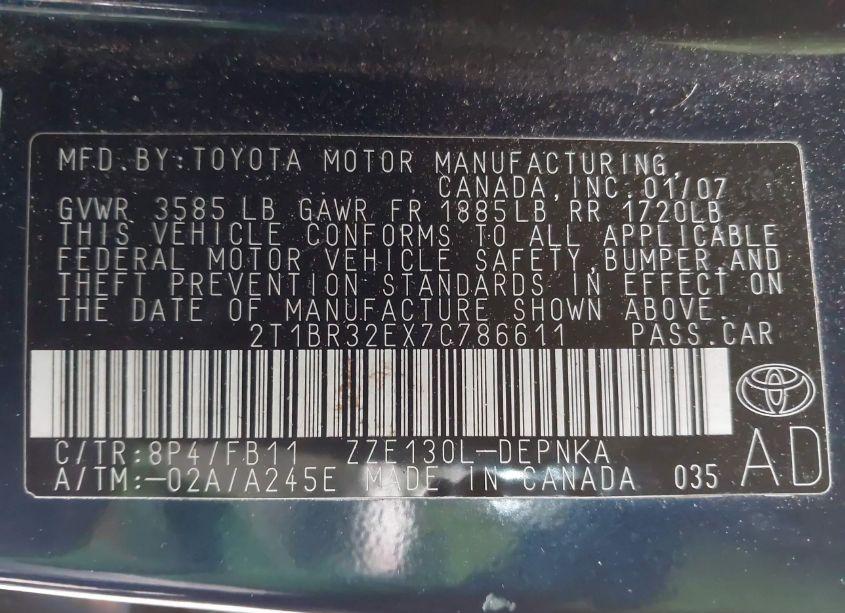 MFD.BY:TOYOTA MOTOR MANUFACTURING,
CANADA,INC.01/07
GVWR 3585LB GAWR FR 1885LB RR 1720LB
THIS VEHICLE CONFORMS TO ALL APPLICABLE
FEDERAL MOTOR VEHICLE SAFETY,BUMPER,AND
THEFT PREVENTION STANDARDS IN EFFECT ON
THE DATE OF MANUFACTURE SHOWN ABOVE.
2T1BR32EX7C786611 PASS.CAR
C/TR:8P4/FB11 ZZE130L-DEPNKA
A/TM:-02A/A245E MADE IN CANADA 035 AD